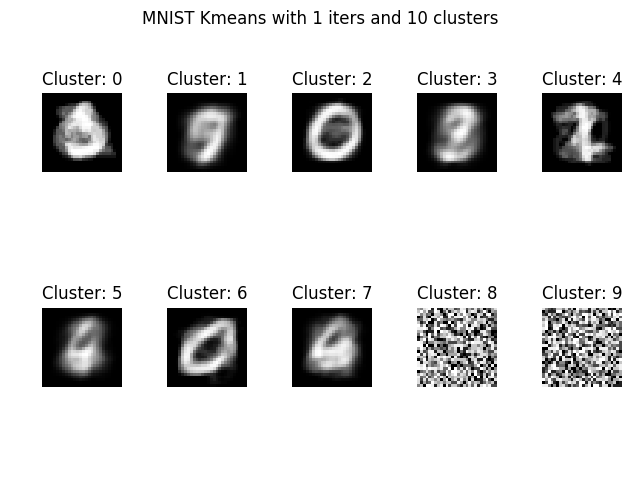 MNIST Kmeans with 1 iters and 10 clusters
Cluster: 0 Cluster: 1 Cluster: 2 Cluster: 3 Cluster: 4
Cluster: 5 Cluster: 6 Cluster: 7 Cluster: 8 Cluster: 9